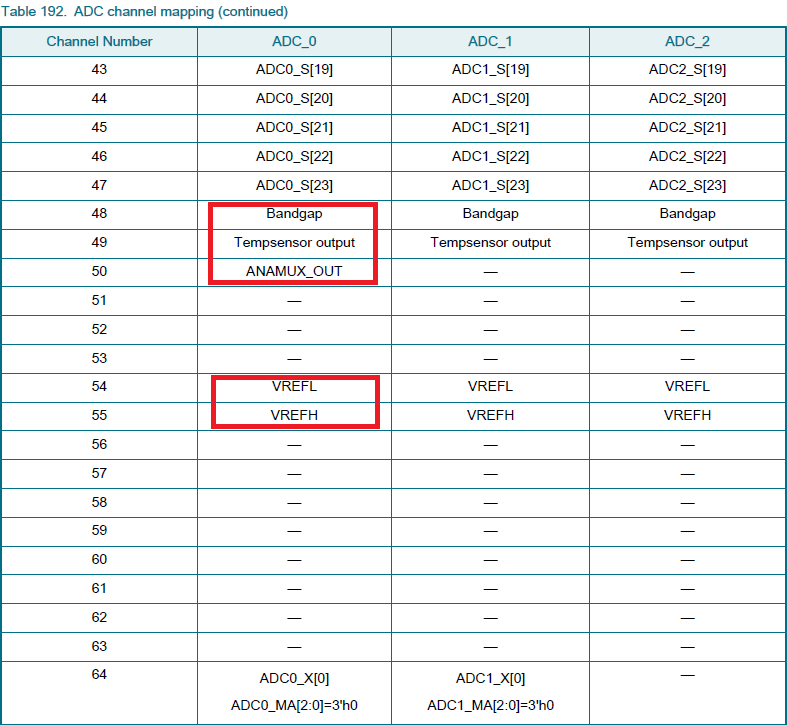 Table 192. ADC channel mapping (continued)
Channel Number ADC_0 ADC_1 ADC_2
43 ADC0_S[19] ADC1_S[19] ADC2_S[19]
44 ADC0_S[20] ADC1_S[20] ADC2_S[20]
45 ADC0_S[21] ADC1_S[21] ADC2_S[21]
46 ADC0_S[22] ADC1_S[22] ADC2_S[22]
47 ADC0_S[23] ADC1_S[23] ADC2_S[23]
48 Bandgap Bandgap Bandgap
49 Tempsensor output Tempsensor output Tempsensor output
50 ANAMUX_OUT — —
51 — — —
52 — — —
53 — — —
54 VREFL VREFL VREFL
55 VREFH VREFH VREFH
56 — — —
57 — — —
58 — — —
59 — — —
60 — — —
61 — — —
62 — — —
63 — — —
64 ADC0_X[0] ADC1_X[0] —
ADC0_MA[2:0]=3'h0 ADC1_MA[2:0]=3'h0